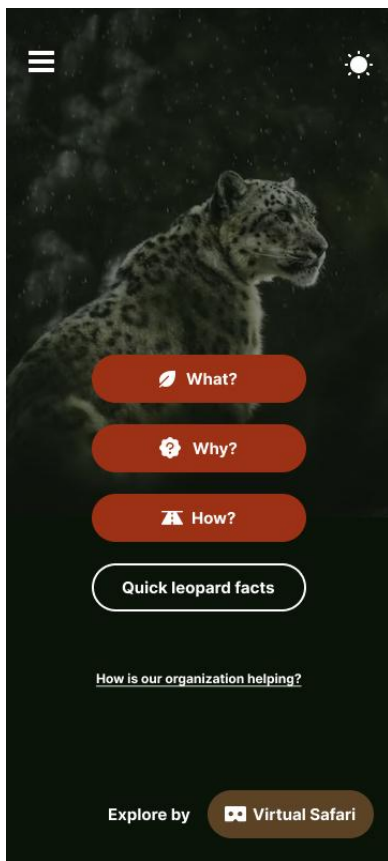 What?
Why?
How?
Quick leopard facts
How is our organization helping?
Explore by Virtual Safari